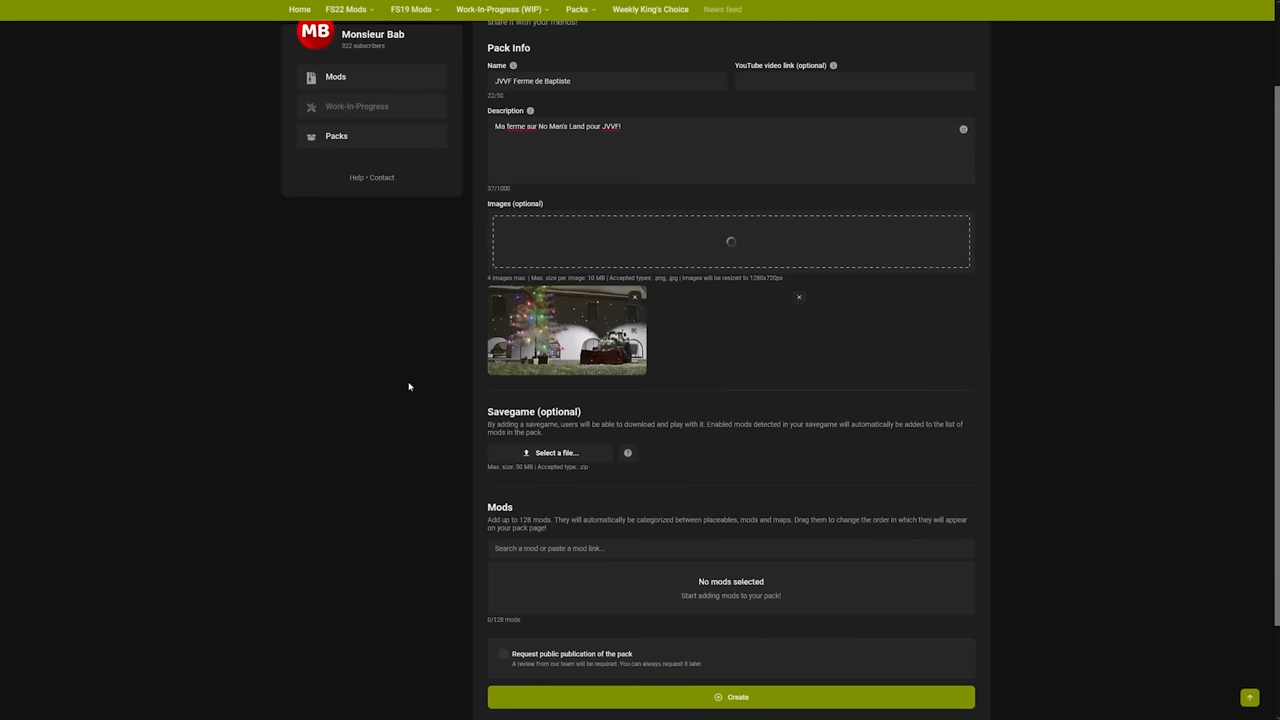 Home FS22 Mods FS19 Mods Work-In-Progress (WIP) Packs Weekly King's Choice News feed
share it with your friends!
MB Monsieur Bab
322 subscribers
Mods
Work-In-Progress
Packs
Help • Contact
Pack Info
Name YouTube video link (optional)
JVVF Ferme de Baptiste
22/50
Description
Ma ferme sur No Man's Land pour JVVF!
37/1000
Images (optional)
4 images max. | Max. size per image: 10 MB | Accepted types: .png, .jpg | Images will be resized to 1280x720px
Savegame (optional)
By adding a savegame, users will be able to download and play with it. Enabled mods detected in your savegame will automatically be added to the list of
mods in the pack.
Select a file...
Max. size: 50 MB | Accepted type: .zip
Mods
Add up to 128 mods. They will automatically be categorized between placeables, mods and maps. Drag them to change the order in which they will appear
on your pack page!
Search a mod or paste a mod link...
No mods selected
Start adding mods to your pack!
0/128 mods
Request public publication of the pack
A review from our team will be required. You can always request it later
Create